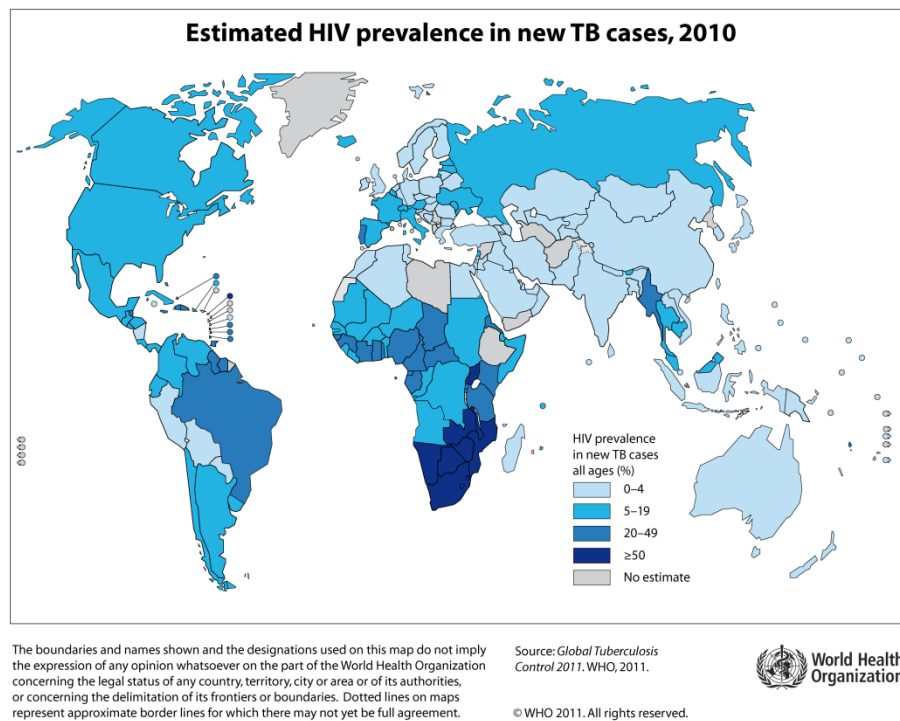 Estimated HIV prevalence in new TB cases, 2010
HIV prevalence
in new TB cases
all ages (%)
0–4
5–19
20–49
≥50
No estimate
The boundaries and names shown and the designations used on this map do not imply
the expression of any opinion whatsoever on the part of the World Health Organization
concerning the legal status of any country, territory, city or area or of its authorities,
or concerning the delimitation of its frontiers or boundaries. Dotted lines on maps
represent approximate border lines for which there may not yet be full agreement.
Source: Global Tuberculosis
Control 2011. WHO, 2011.
© WHO 2011. All rights reserved.
World Health
Organization